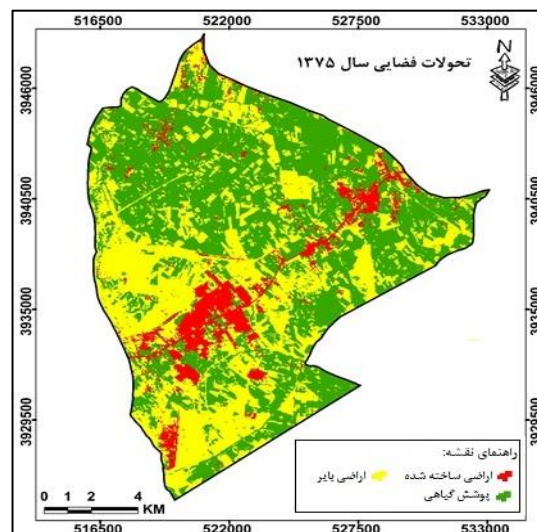 516500 522000 527500 533000
تحولات فضایی سال ۱۳۷۵
N
3946000 3946000
3940500 3940500
3935000 3935000
3929500 3929500
راهنمای نقشه:
اراضی ساخته شده اراضی بایر
پوشش گیاهی
0 1 2 4
KM
516500 522000 527500 533000